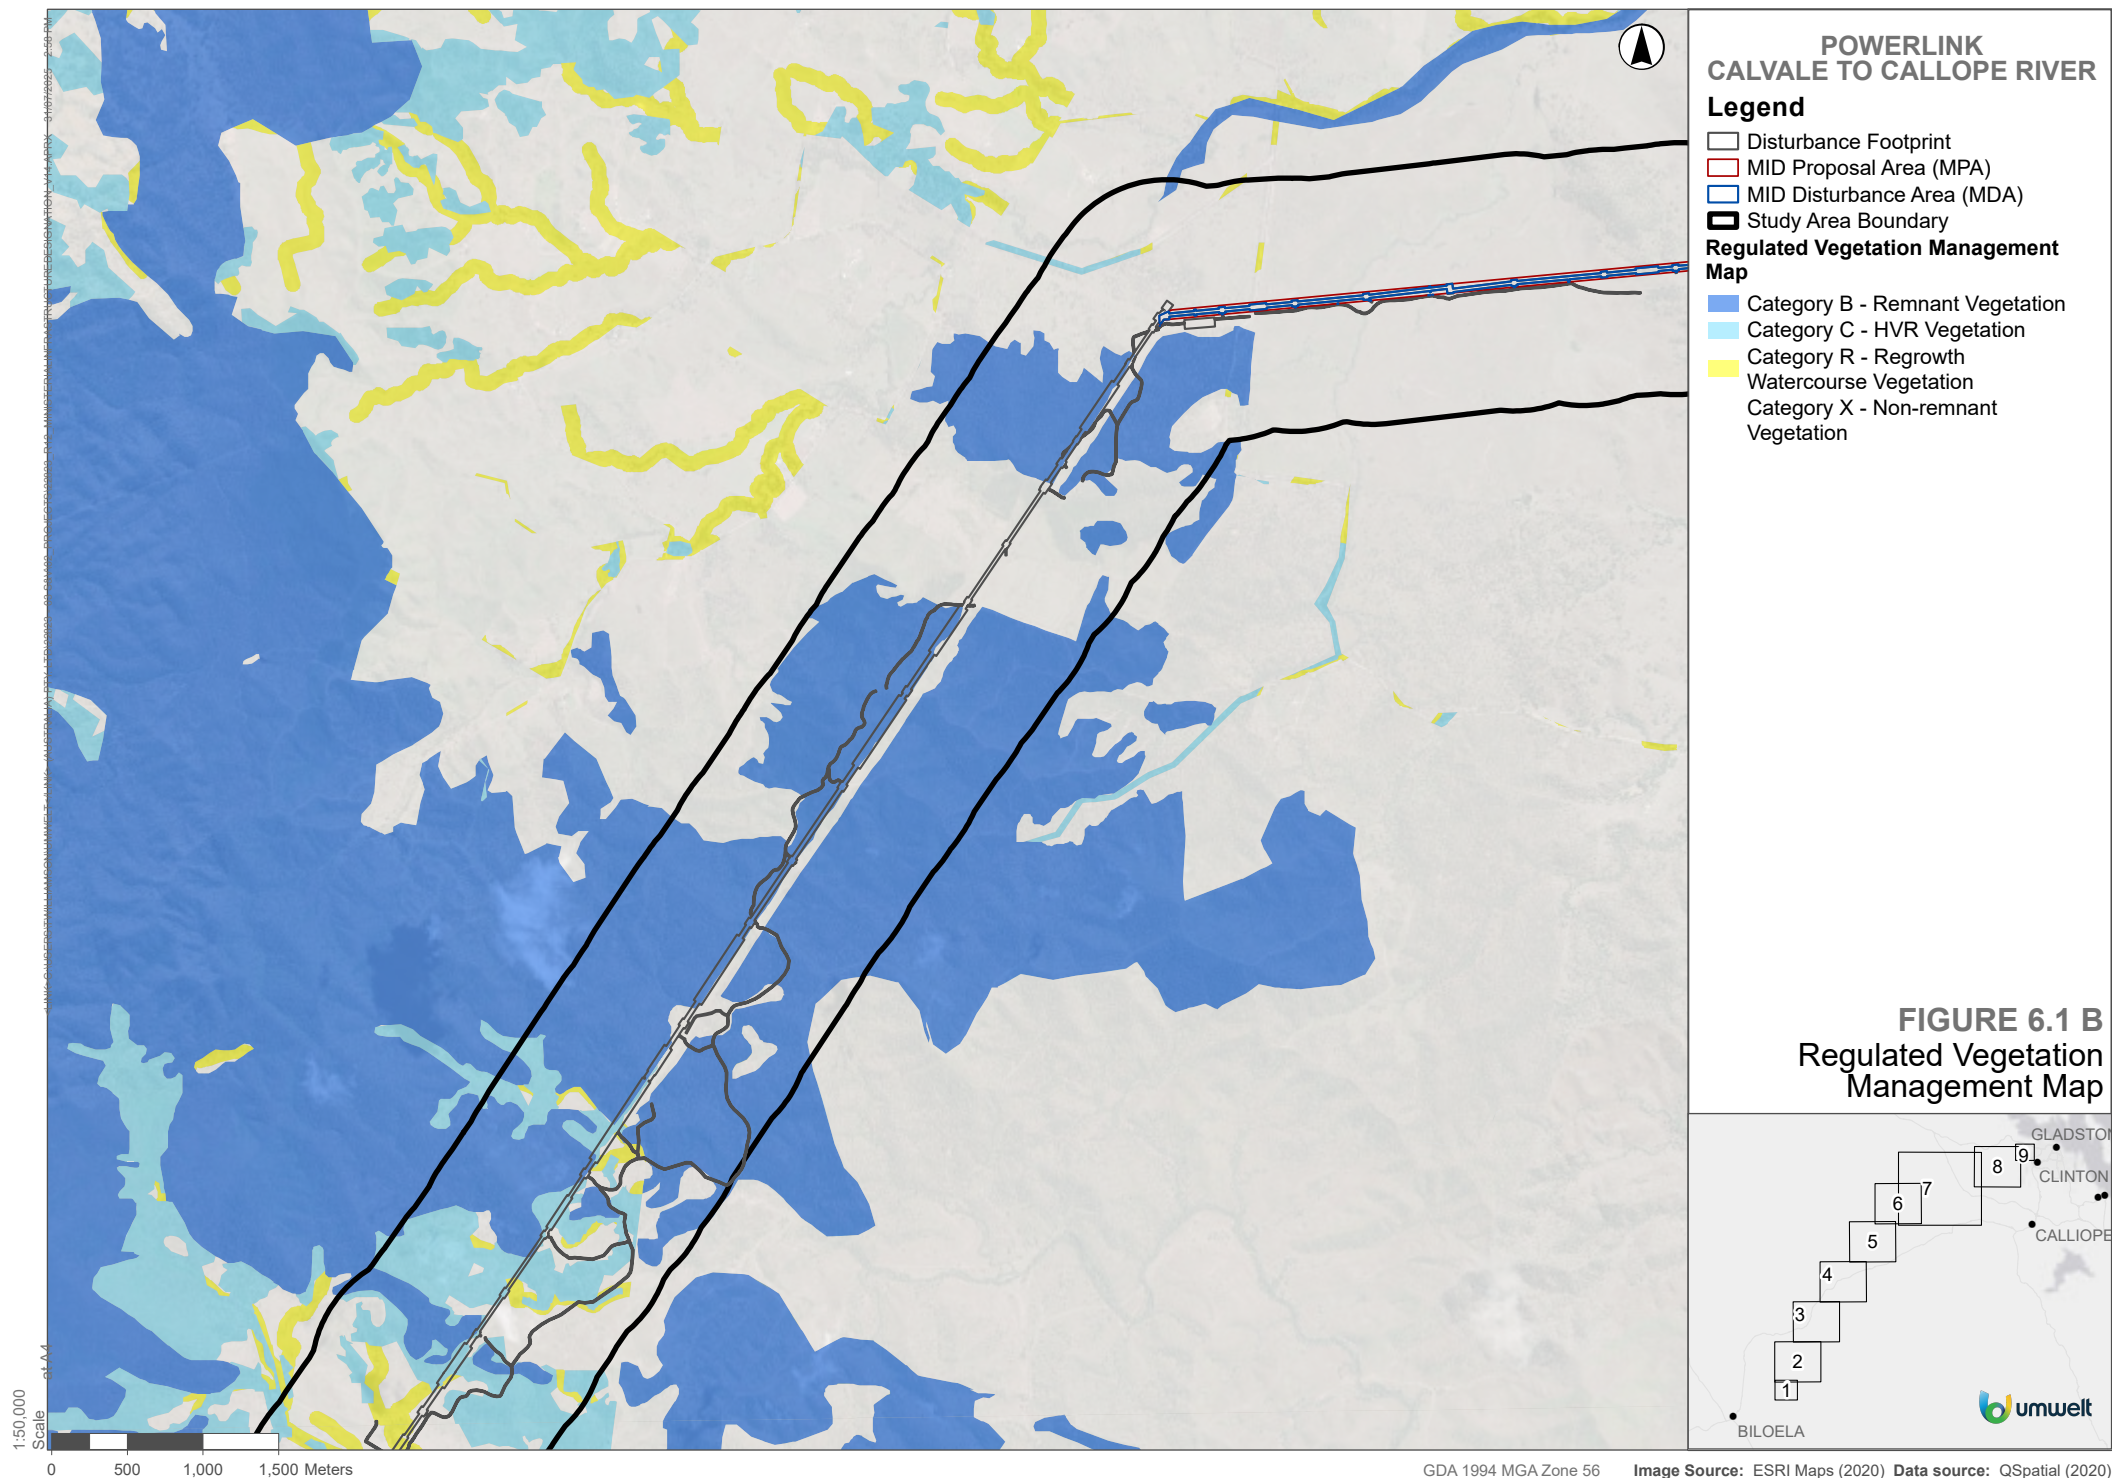 POWERLINK
CALVALE TO CALLOPE RIVER
Legend
Disturbance Footprint
MID Proposal Area (MPA)
MID Disturbance Area (MDA)
Study Area Boundary
Regulated Vegetation Management
Map
Category B - Remnant Vegetation
Category C - HVR Vegetation
Category R - Regrowth
Watercourse Vegetation
Category X - Non-remnant
Vegetation
FIGURE 6.1 B
Regulated Vegetation
Management Map
GLADSTON
9
8
CLINTON
7
6
CALLIOPE
5
4
3
2
1
BILOELA
umwelt
1:50,000
Scale
at A4
0 500 1,000 1,500 Meters
GDA 1994 MGA Zone 56 Image Source: ESRI Maps (2020) Data source: QSpatial (2020)